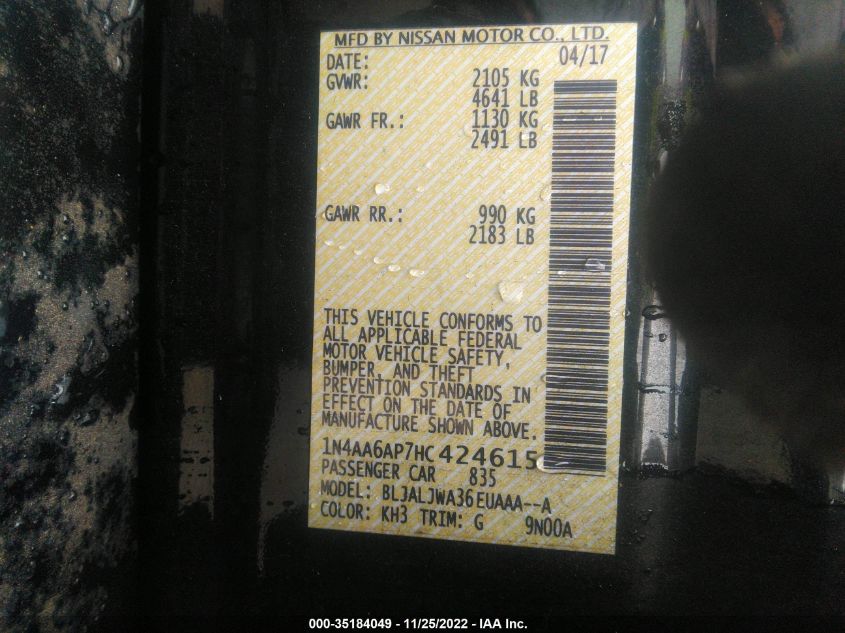 MFD BY NISSAN MOTOR CO., LTD.
DATE: 04/17
GVWR: 2105 KG
4641 LB
GAWR FR.: 1130 KG
2491 LB
GAWR RR.: 990 KG
2183 LB
THIS VEHICLE CONFORMS TO
ALL APPLICABLE FEDERAL
MOTOR VEHICLE SAFETY,
BUMPER, AND THEFT
PREVENTION STANDARDS IN
EFFECT ON THE DATE OF
MANUFACTURE SHOWN ABOVE.
1N4AA6AP7HC424615
PASSENGER CAR 835
MODEL: BLJALJWA36EUAAA--A
COLOR: KH3 TRIM: G 9N00A
000-35184049 - 11/25/2022 - IAA Inc.